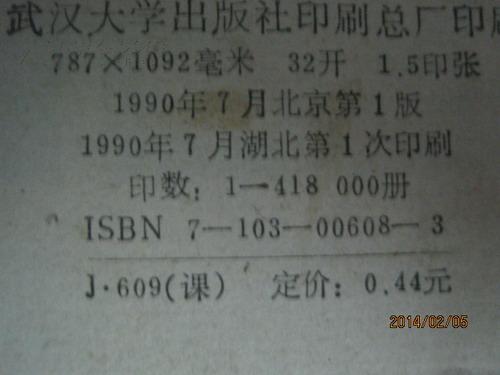 武汉大学出版社印刷总厂印
787×1092毫米 32开 1.5印张
1990年7月北京第1版
1990年7月湖北第1次印刷
印数：1—418 000册
ISBN 7—103—00608—3
J·609(课) 定价：0.44元
2014/02/05